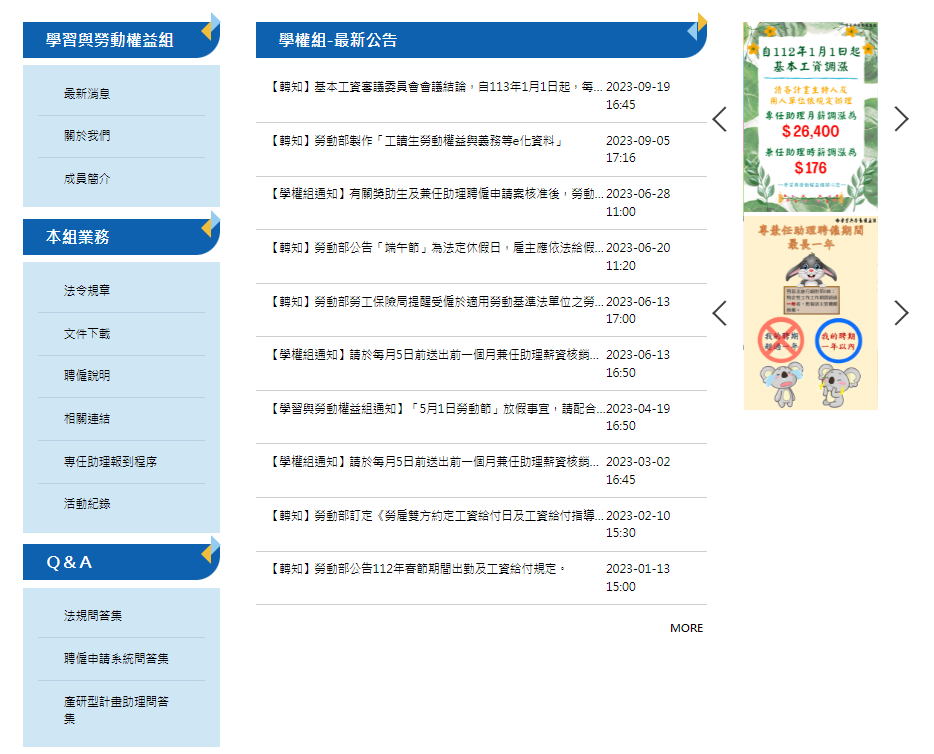 學習與勞動權益組
最新消息
關於我們
成員簡介
本組業務
法令規章
文件下載
聘僱說明
相關連結
專任助理報到程序
活動紀錄
Q&A
法規問答集
聘僱申請系統問答集
產研型計畫助理問答
集
學權組-最新公告
【轉知】基本工資審議委員會會議結論，自113年1月1日起，每... 2023-09-19
16:45
【轉知】勞動部製作「工讀生勞動權益與義務等e化資料」 2023-09-05
17:16
【學權組通知】有關獎助生及兼任助理聘僱申請案核准後，勞動... 2023-06-28
11:00
【轉知】勞動部公告「端午節」為法定休假日，雇主應依法給假... 2023-06-20
11:20
【轉知】勞動部勞工保險局提醒受僱於適用勞動基準法單位之勞... 2023-06-13
17:00
【學權組通知】請於每月5日前送出前一個月兼任助理薪資核銷... 2023-06-13
16:50
【學習與勞動權益組通知】「5月1日勞動節」放假事宜，請配合... 2023-04-19
16:50
【學權組通知】請於每月5日前送出前一個月兼任助理薪資核銷... 2023-03-02
16:45
【轉知】勞動部訂定《勞雇雙方約定工資給付日及工資給付指導... 2023-02-10
15:30
【轉知】勞動部公告112年春節期間出勤及工資給付規定。 2023-01-13
15:00
MORE
自112年1月1日起
基本工資調漲
請各計畫主持人及
用人單位依規定辦理
專任助理月薪調漲為
$26,400
兼任助理時薪調漲為
$176
專兼任助理聘僱期間
最長一年
我的聘期
超過一年
我的聘期
一年以內